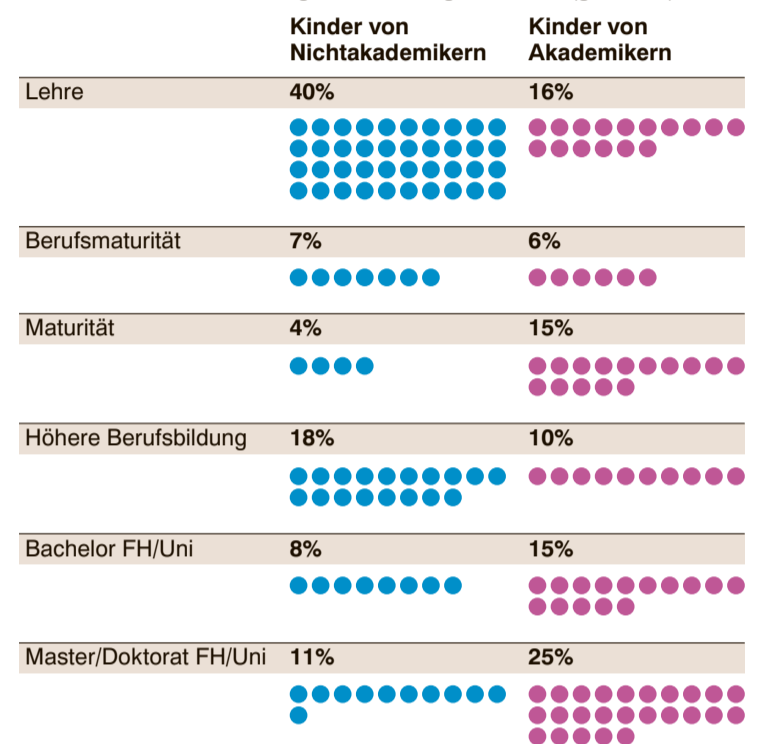 Kinder von Nichtakademikern
Kinder von Akademikern
Lehre 40% 16%
Berufsmaturität 7% 6%
Maturität 4% 15%
Höhere Berufsbildung 18% 10%
Bachelor FH/Uni 8% 15%
Master/Doktorat FH/Uni 11% 25%